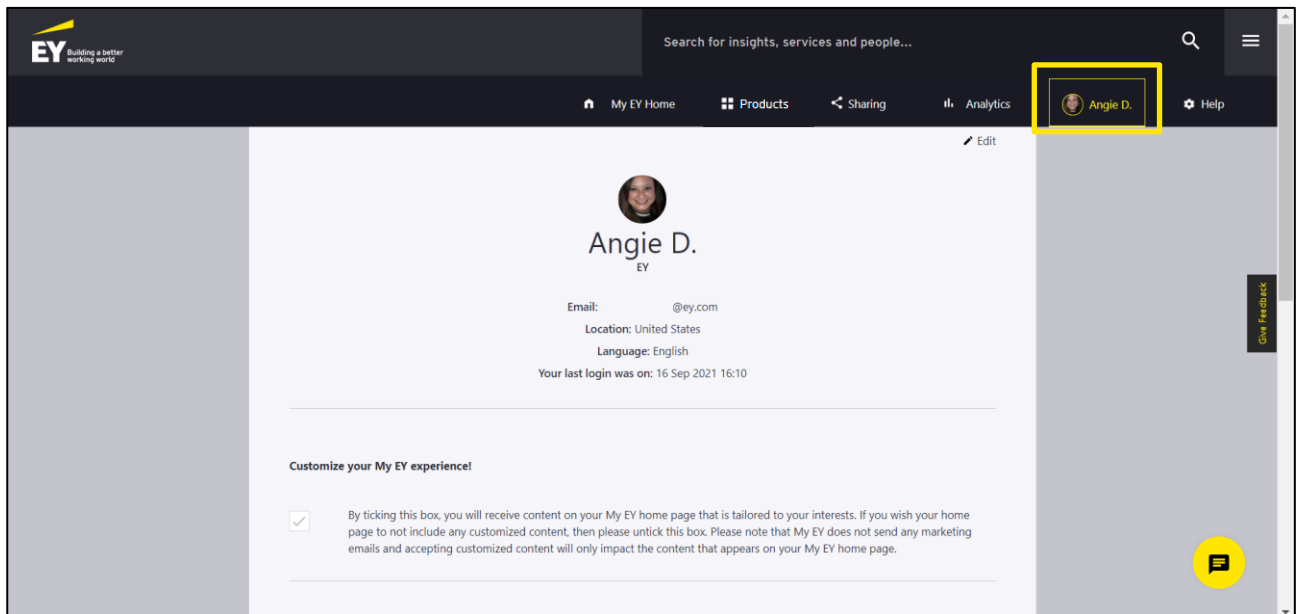 EY Building a better
working world
Search for insights, services and people...
My EY Home Products Sharing Analytics Angie D. Help
Edit
Angie D.
EY
Email: @ey.com
Location: United States
Language: English
Your last login was on: 16 Sep 2021 16:10
Give Feedback
Customize your My EY experience!
By ticking this box, you will receive content on your My EY home page that is tailored to your interests. If you wish your home
page to not include any customized content, then please untick this box. Please note that My EY does not send any marketing
emails and accepting customized content will only impact the content that appears on your My EY home page.